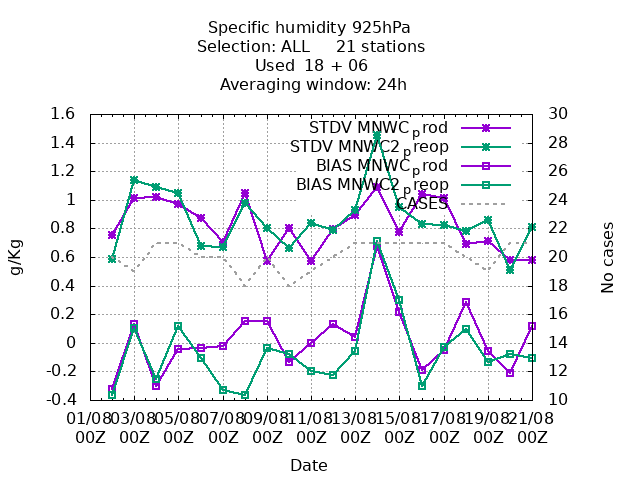 Specific humidity 925hPa
Selection: ALL 21 stations
Used 18 + 06
Averaging window: 24h
1.6
1.4
1.2
1
0.8
0.6
0.4
0.2
0
-0.2
-0.4
g/Kg
STDV MNWC_prod
STDV MNWC2_preop
BIAS MNWC_prod
BIAS MNWC2_preop
CASES
30
28
26
24
22
20
18
16
14
12
10
No cases
01/08 03/08 05/08 07/08 09/08 11/08 13/08 15/08 17/08 19/08 21/08
00Z 00Z 00Z 00Z 00Z 00Z 00Z 00Z 00Z 00Z 00Z
Date